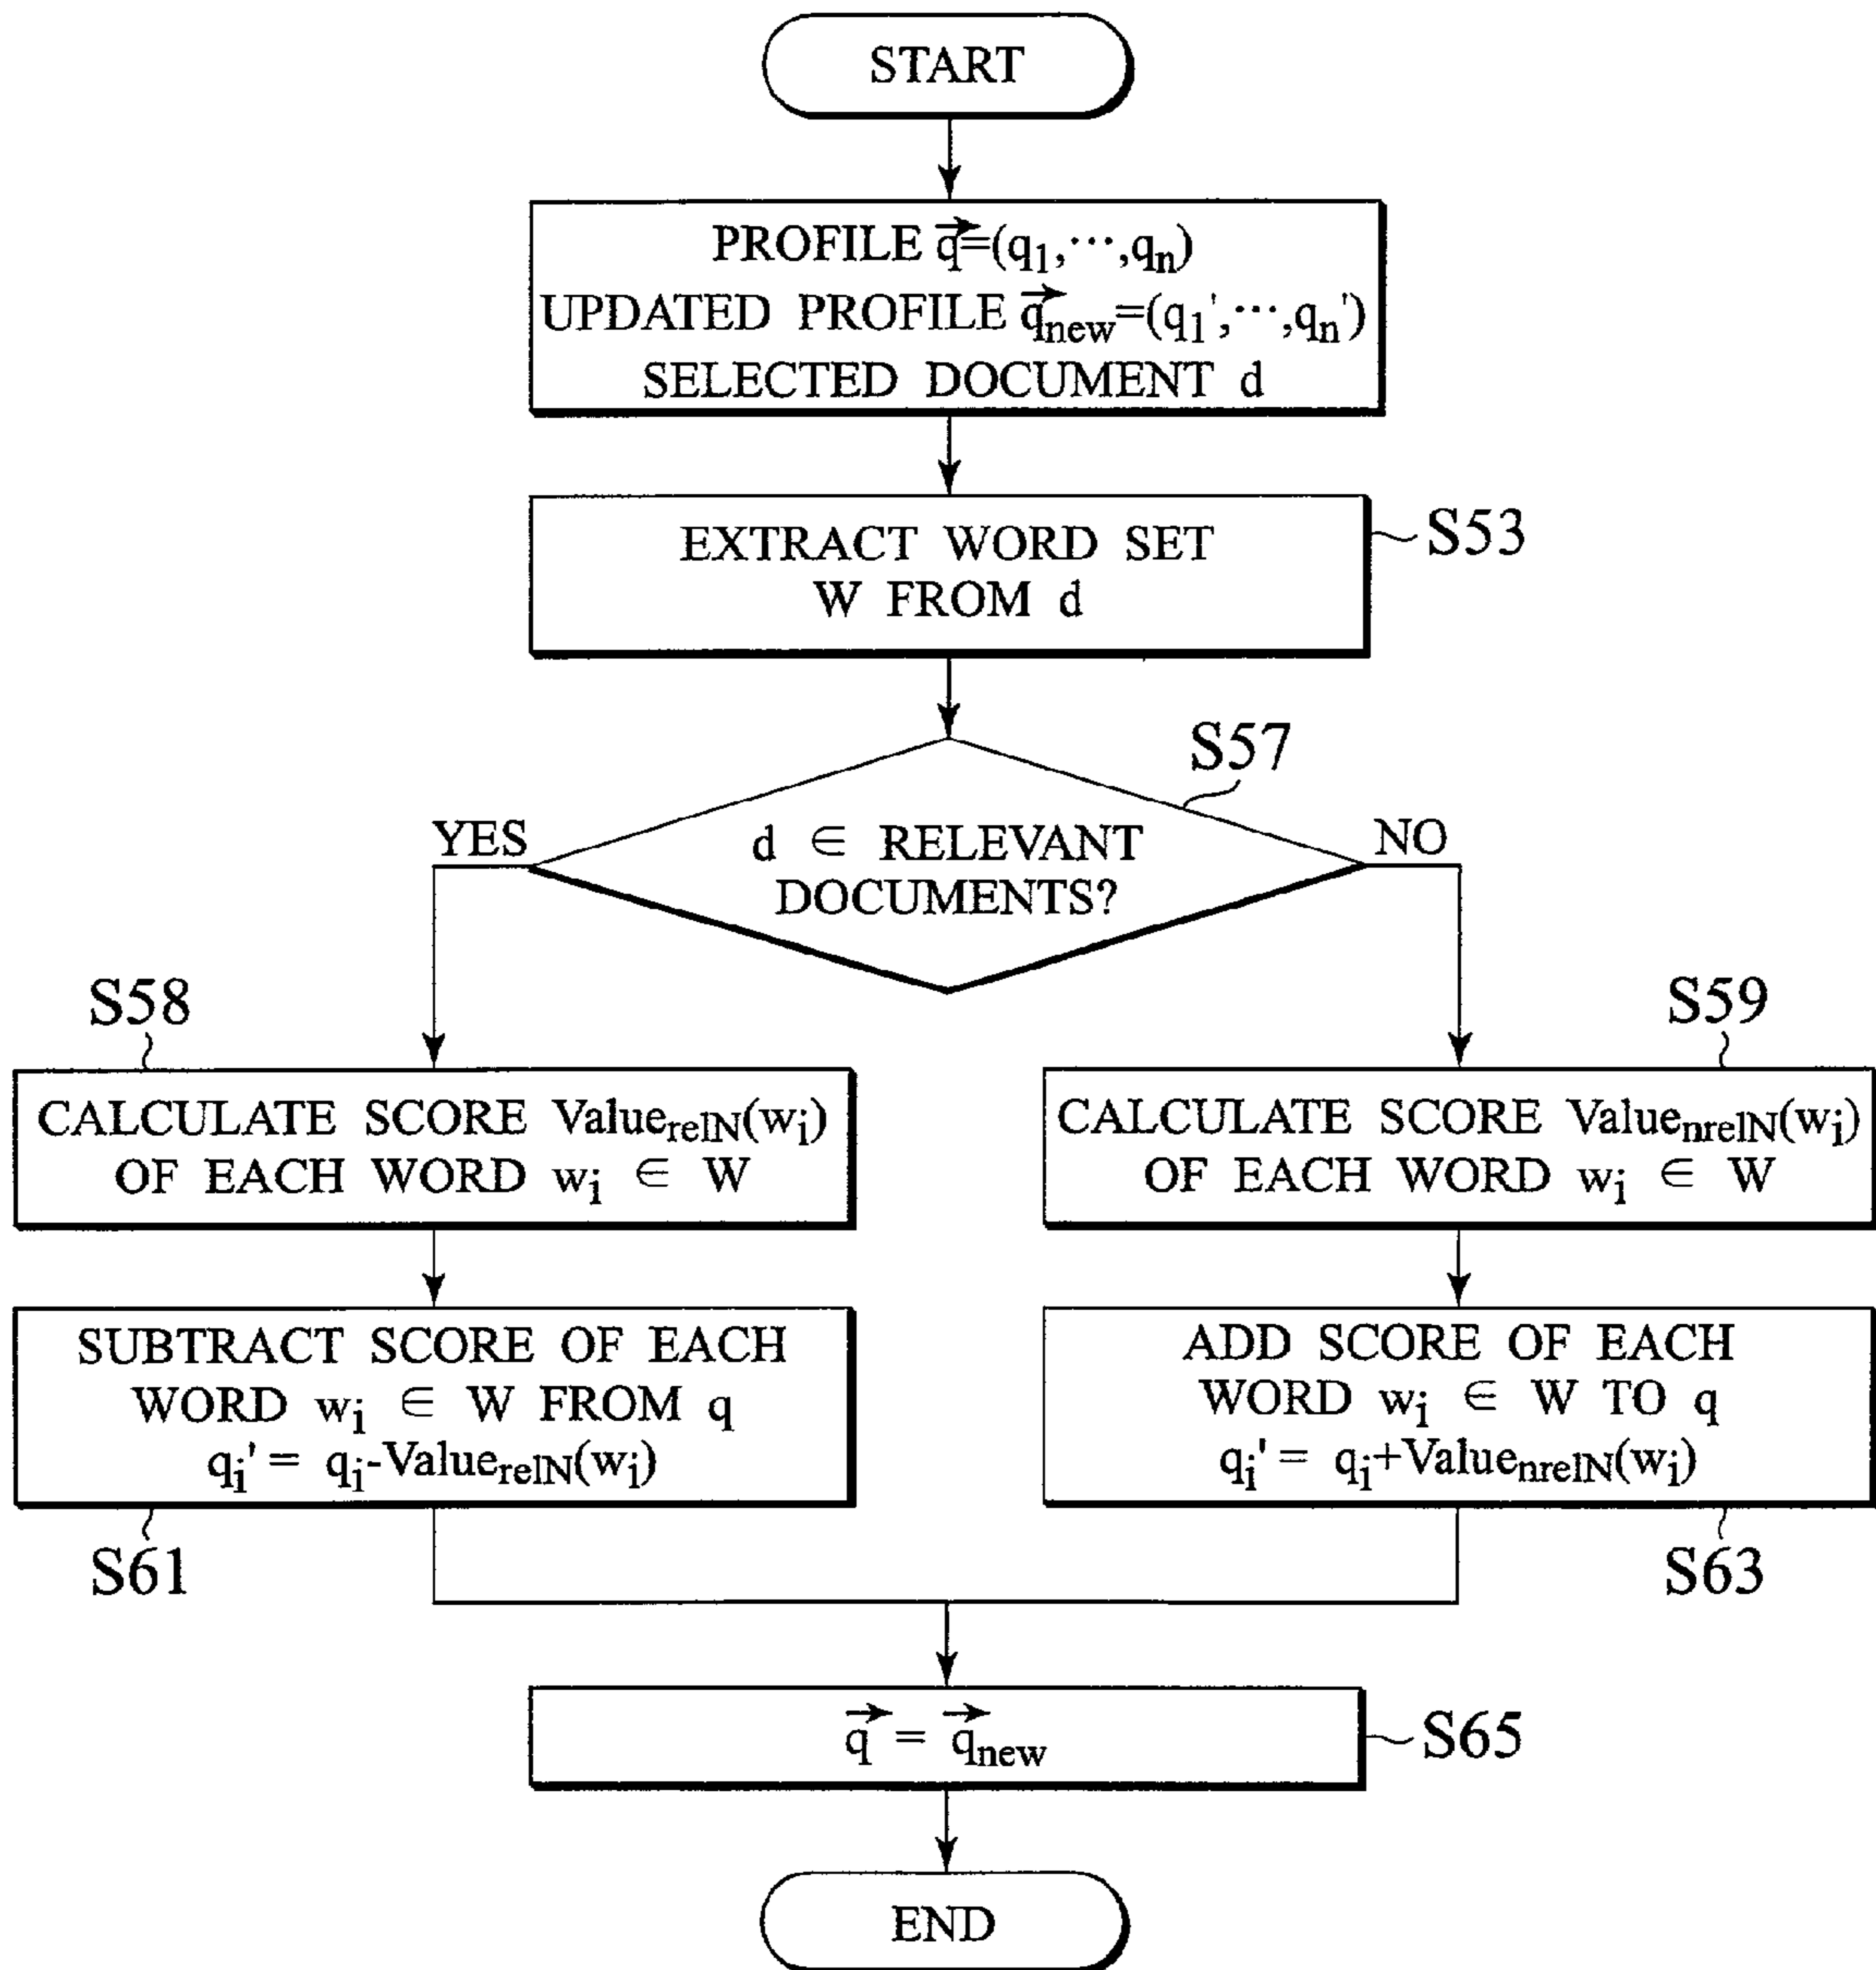 START
PROFILE q⃗=(q₁,⋯,qₙ)
UPDATED PROFILE q⃗new=(q₁',⋯,qₙ')
SELECTED DOCUMENT d
EXTRACT WORD SET
W FROM d
S53
S57
d ∈ RELEVANT
DOCUMENTS?
YES
NO
S58
CALCULATE SCORE ValuerelN(wi)
OF EACH WORD wi ∈ W
S59
CALCULATE SCORE ValuenrelN(wi)
OF EACH WORD wi ∈ W
SUBTRACT SCORE OF EACH
WORD wi ∈ W FROM q
qi' = qi-ValuerelN(wi)
S61
ADD SCORE OF EACH
WORD wi ∈ W TO q
qi' = qi+ValuenrelN(wi)
S63
q⃗ = q⃗new
S65
END